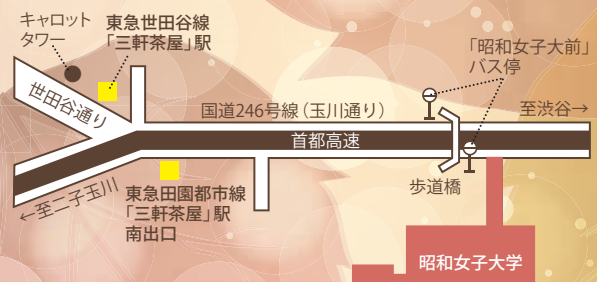 キャロット
タワー
東急世田谷線
「三軒茶屋」駅
「昭和女子大前」
バス停
世田谷通り
国道246号線（玉川通り）
至渋谷→
首都高速
←至二子玉川
東急田園都市線
「三軒茶屋」駅
南出口
歩道橋
昭和女子大学